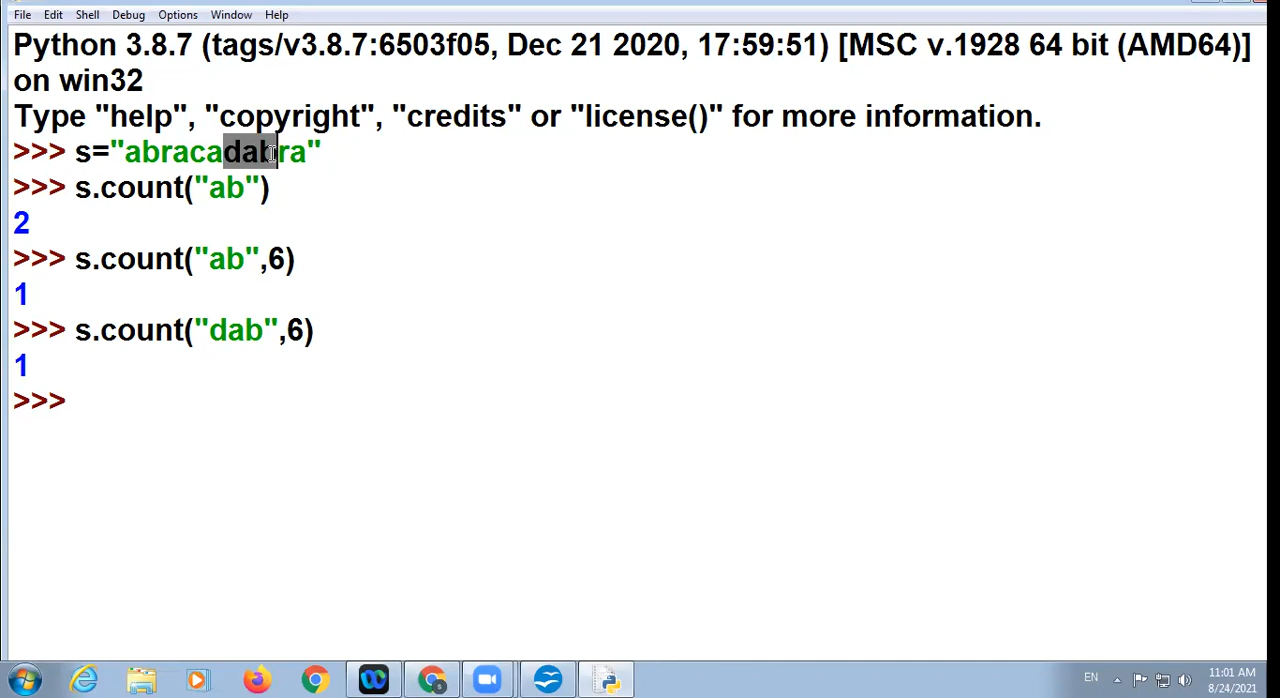 File Edit Shell Debug Options Window Help
Python 3.8.7 (tags/v3.8.7:6503f05, Dec 21 2020, 17:59:51) [MSC v.1928 64 bit (AMD64)]
on win32
Type "help", "copyright", "credits" or "license()" for more information.
>>> s="abracadabra"
>>> s.count("ab")
2
>>> s.count("ab",6)
1
>>> s.count("dab",6)
1
>>>
EN
11:01 AM
8/24/2021